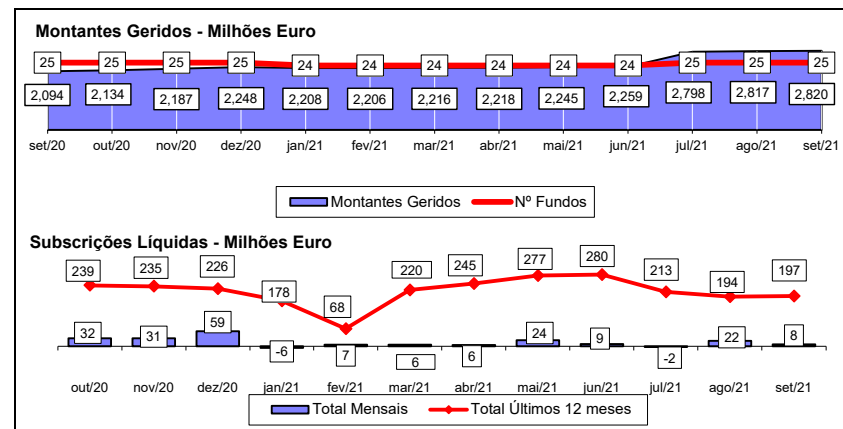 Montantes Geridos - Milhões Euro
25 25 25 25 24 24 24 24 24 24 25 25 25
2,094 2,134 2,187 2,248 2,208 2,206 2,216 2,218 2,245 2,259 2,798 2,817 2,820
set/20 out/20 nov/20 dez/20 jan/21 fev/21 mar/21 abr/21 mai/21 jun/21 jul/21 ago/21 set/21
Montantes Geridos Nº Fundos
Subscrições Líquidas - Milhões Euro
239 235 226 178 68 220 245 277 280 213 194 197
32 31 59 -6 7 6 6 24 9 -2 22 8
out/20 nov/20 dez/20 jan/21 fev/21 mar/21 abr/21 mai/21 jun/21 jul/21 ago/21 set/21
Total Mensais Total Últimos 12 meses